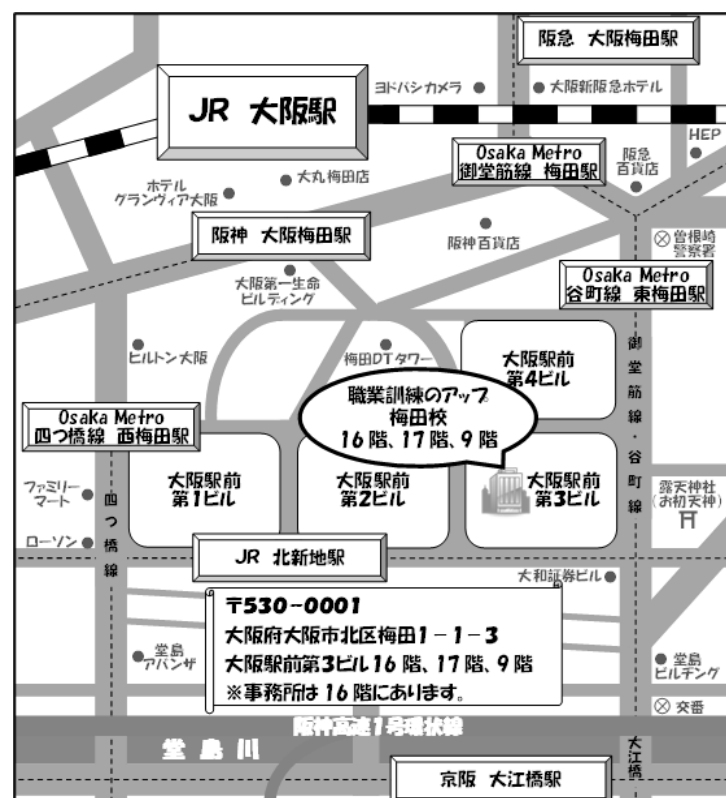 阪急 大阪梅田駅
ヨドバシカメラ
大阪新阪急ホテル
JR 大阪駅
HEP
Osaka Metro
御堂筋線 梅田駅
阪急
百貨店
大丸梅田店
ホテル
グランヴィア大阪
阪神 大阪梅田駅
阪神百貨店
曽根崎
警察署
Osaka Metro
谷町線 東梅田駅
大阪第一生命
ビルディング
ヒルトン大阪
梅田DTタワー
大阪駅前
第4ビル
御堂筋線・谷町線
職業訓練のアップ
梅田校
16階、17階、9階
Osaka Metro
四つ橋線 西梅田駅
大阪駅前
第1ビル
大阪駅前
第2ビル
大阪駅前
第3ビル
ファミリー
マート
四つ橋線
露天神社
(お初天神)
ローソン
JR 北新地駅
大和証券ビル
〒530-0001
大阪府大阪市北区梅田1-1-3
大阪駅前第3ビル16階、17階、9階
※事務所は16階にあります。
堂島
アバンザ
堂島
ビルヂング
交番
阪神高速1号環状線
堂島川
大江橋
京阪 大江橋駅